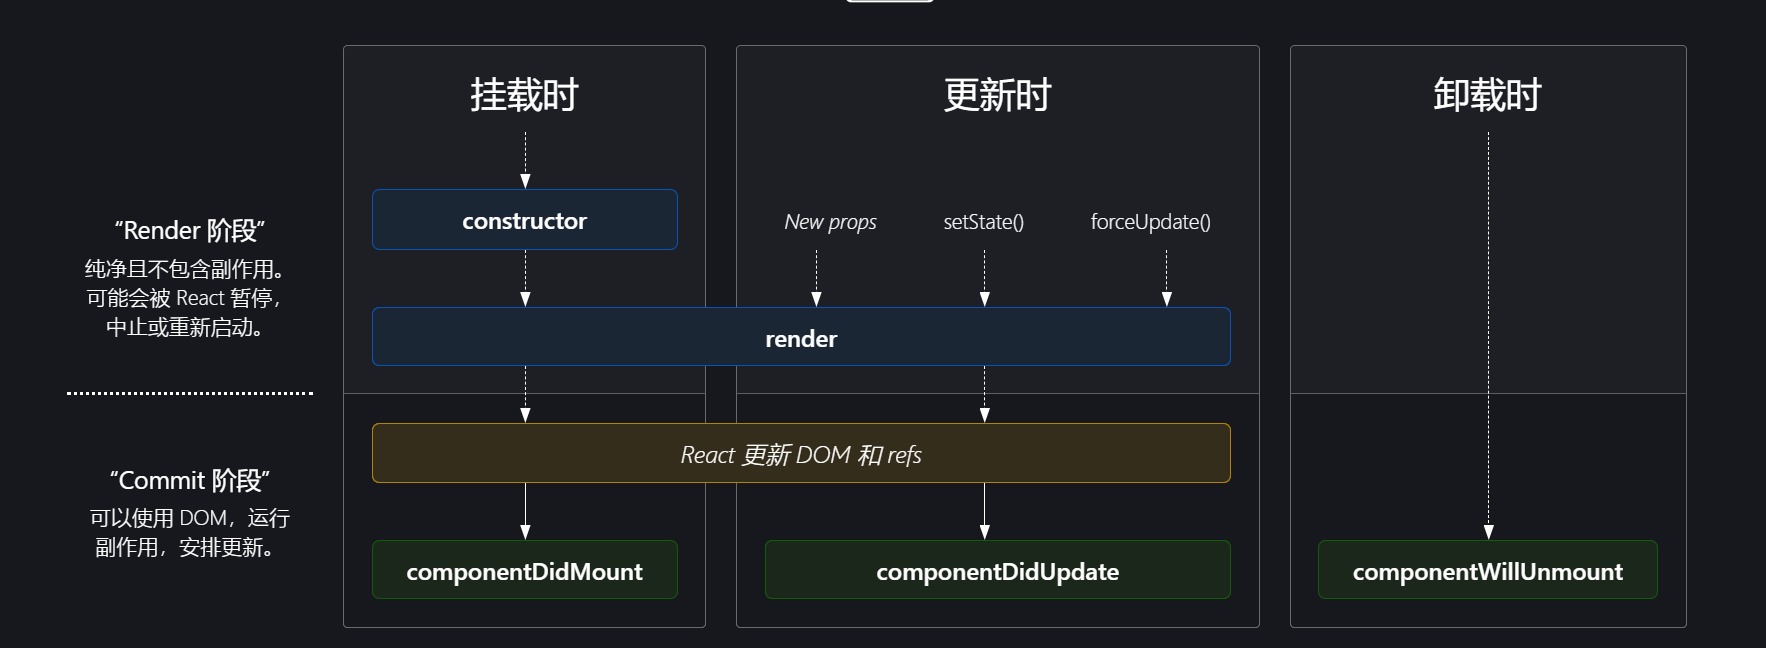 挂载时
更新时
卸载时
“Render 阶段”
纯净且不包含副作用。
可能会被 React 暂停，
中止或重新启动。
constructor
New props
setState()
forceUpdate()
render
“Commit 阶段”
可以使用 DOM，运行
副作用，安排更新。
React 更新 DOM 和 refs
componentDidMount
componentDidUpdate
componentWillUnmount